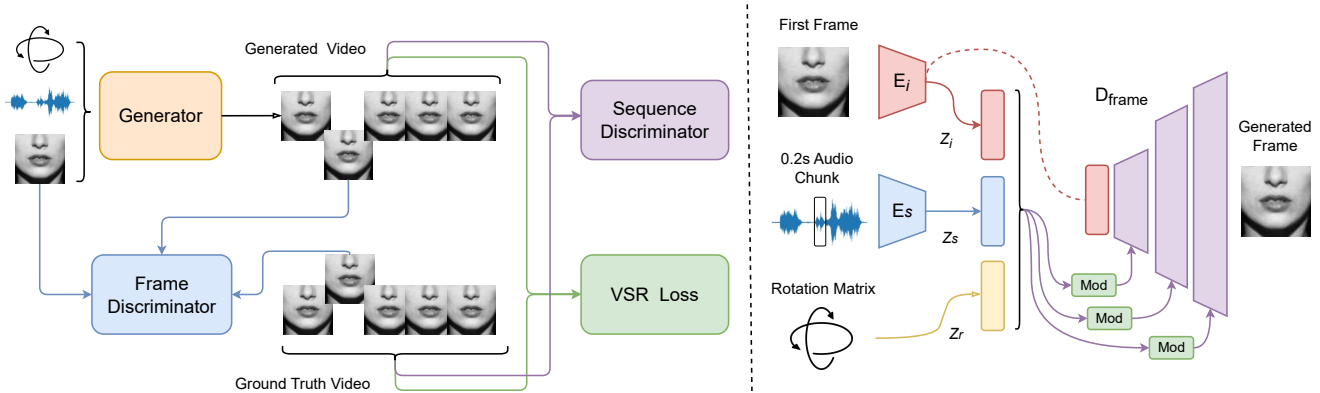 Generated Video
Generator
Sequence
Discriminator
Frame
Discriminator
VSR Loss
Ground Truth Video
First Frame
Ei
Zi
0.2s Audio
Chunk
Es
Zs
Rotation Matrix
Zr
Dframe
Mod
Mod
Mod
Generated
Frame